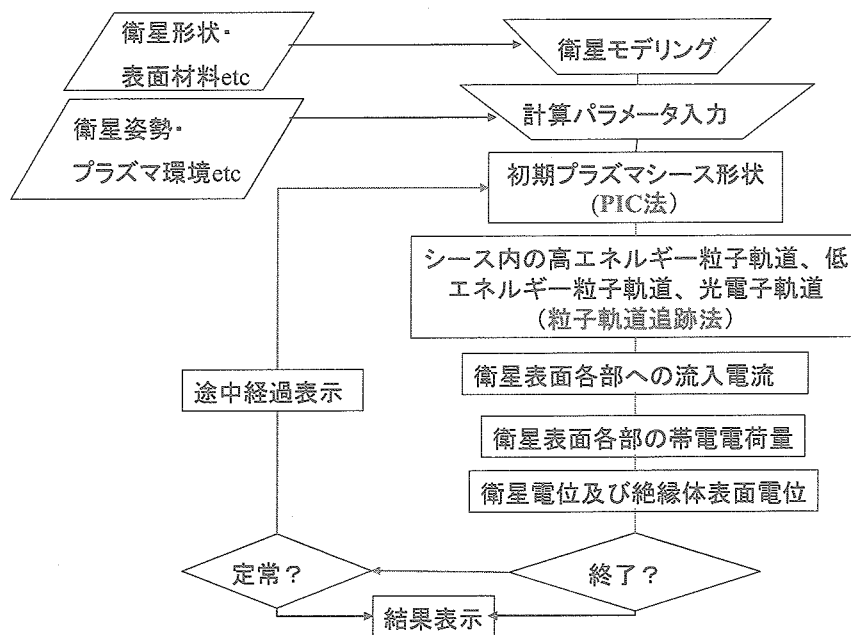 衛星形状・
表面材料etc
衛星モデリング
衛星姿勢・
プラズマ環境etc
計算パラメータ入力
初期プラズマシース形状
(PIC法)
シース内の高エネルギー粒子軌道、低
エネルギー粒子軌道、光電子軌道
(粒子軌道追跡法)
衛星表面各部への流入電流
途中経過表示
衛星表面各部の帯電電荷量
衛星電位及び絶縁体表面電位
定常?
終了?
結果表示